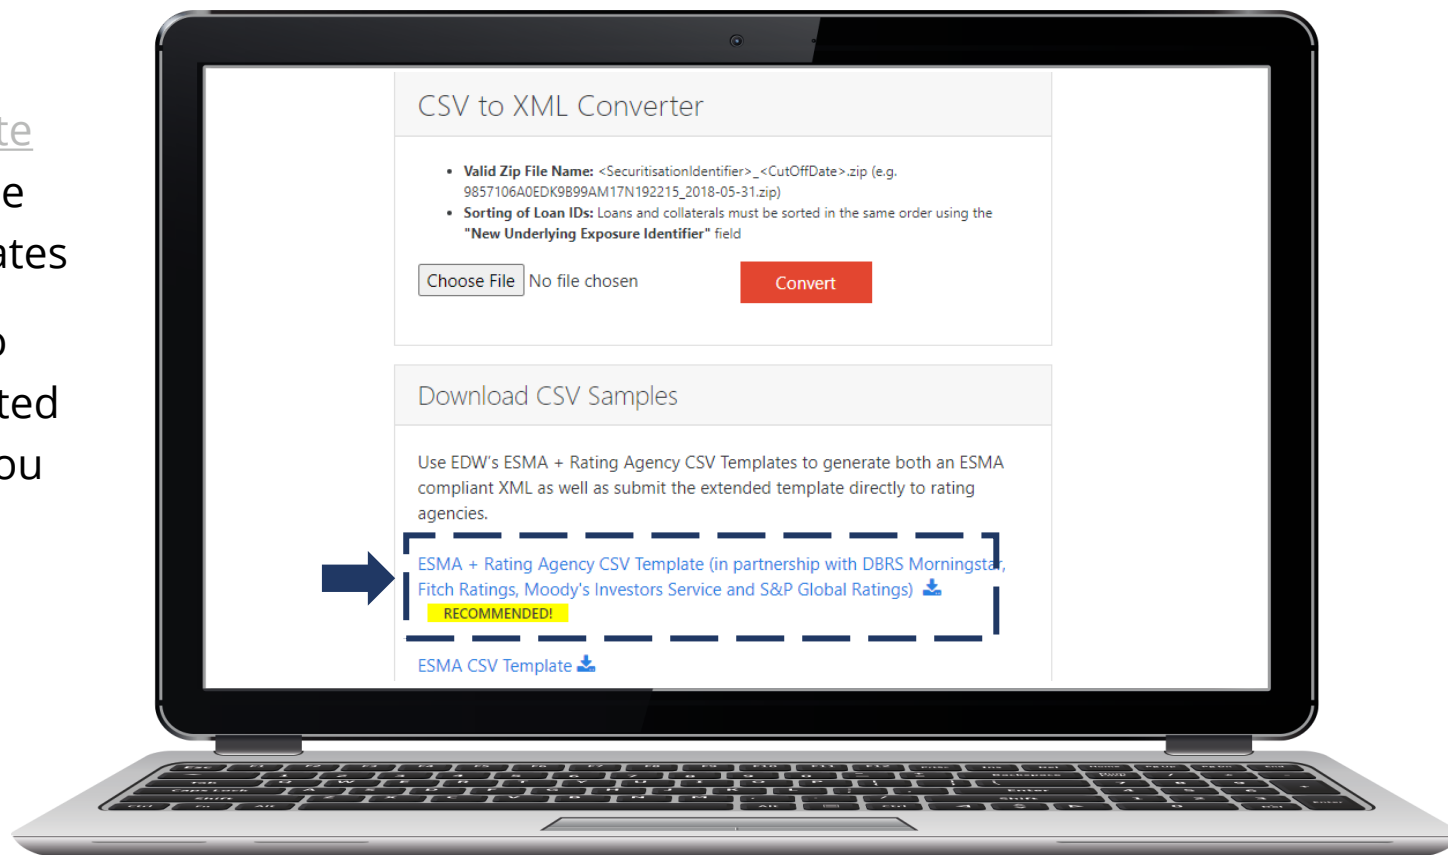 te
e
ates
o
ted
ou
CSV to XML Converter
• Valid Zip File Name: <SecuritisationIdentifier>_<CutOffDate>.zip (e.g.
9857106A0EDK9B99AM17N192215_2018-05-31.zip)
• Sorting of Loan IDs: Loans and collaterals must be sorted in the same order using the
"New Underlying Exposure Identifier" field
Choose File No file chosen
Convert
Download CSV Samples
Use EDW's ESMA + Rating Agency CSV Templates to generate both an ESMA
compliant XML as well as submit the extended template directly to rating
agencies.
ESMA + Rating Agency CSV Template (in partnership with DBRS Morningstar,
Fitch Ratings, Moody's Investors Service and S&P Global Ratings)
RECOMMENDED!
ESMA CSV Template